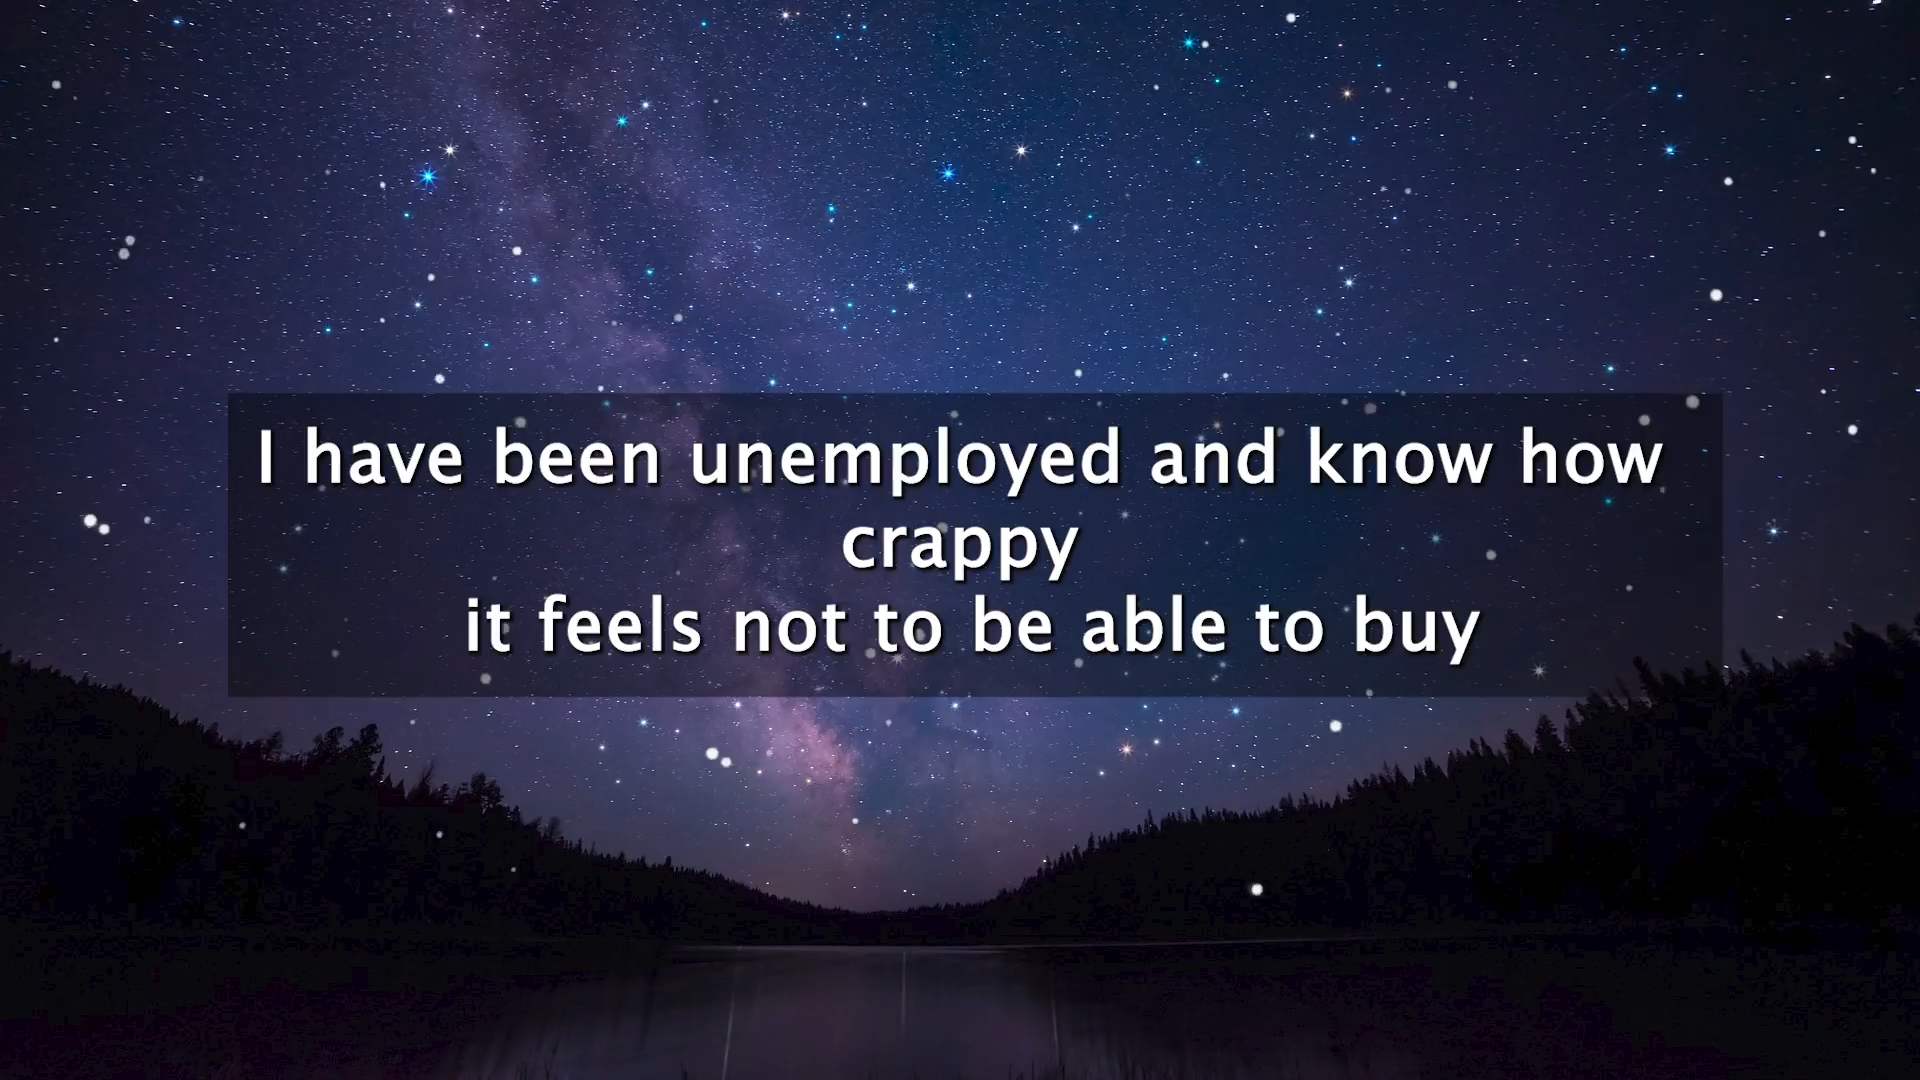 I have been unemployed and know how
crappy
it feels not to be able to buy